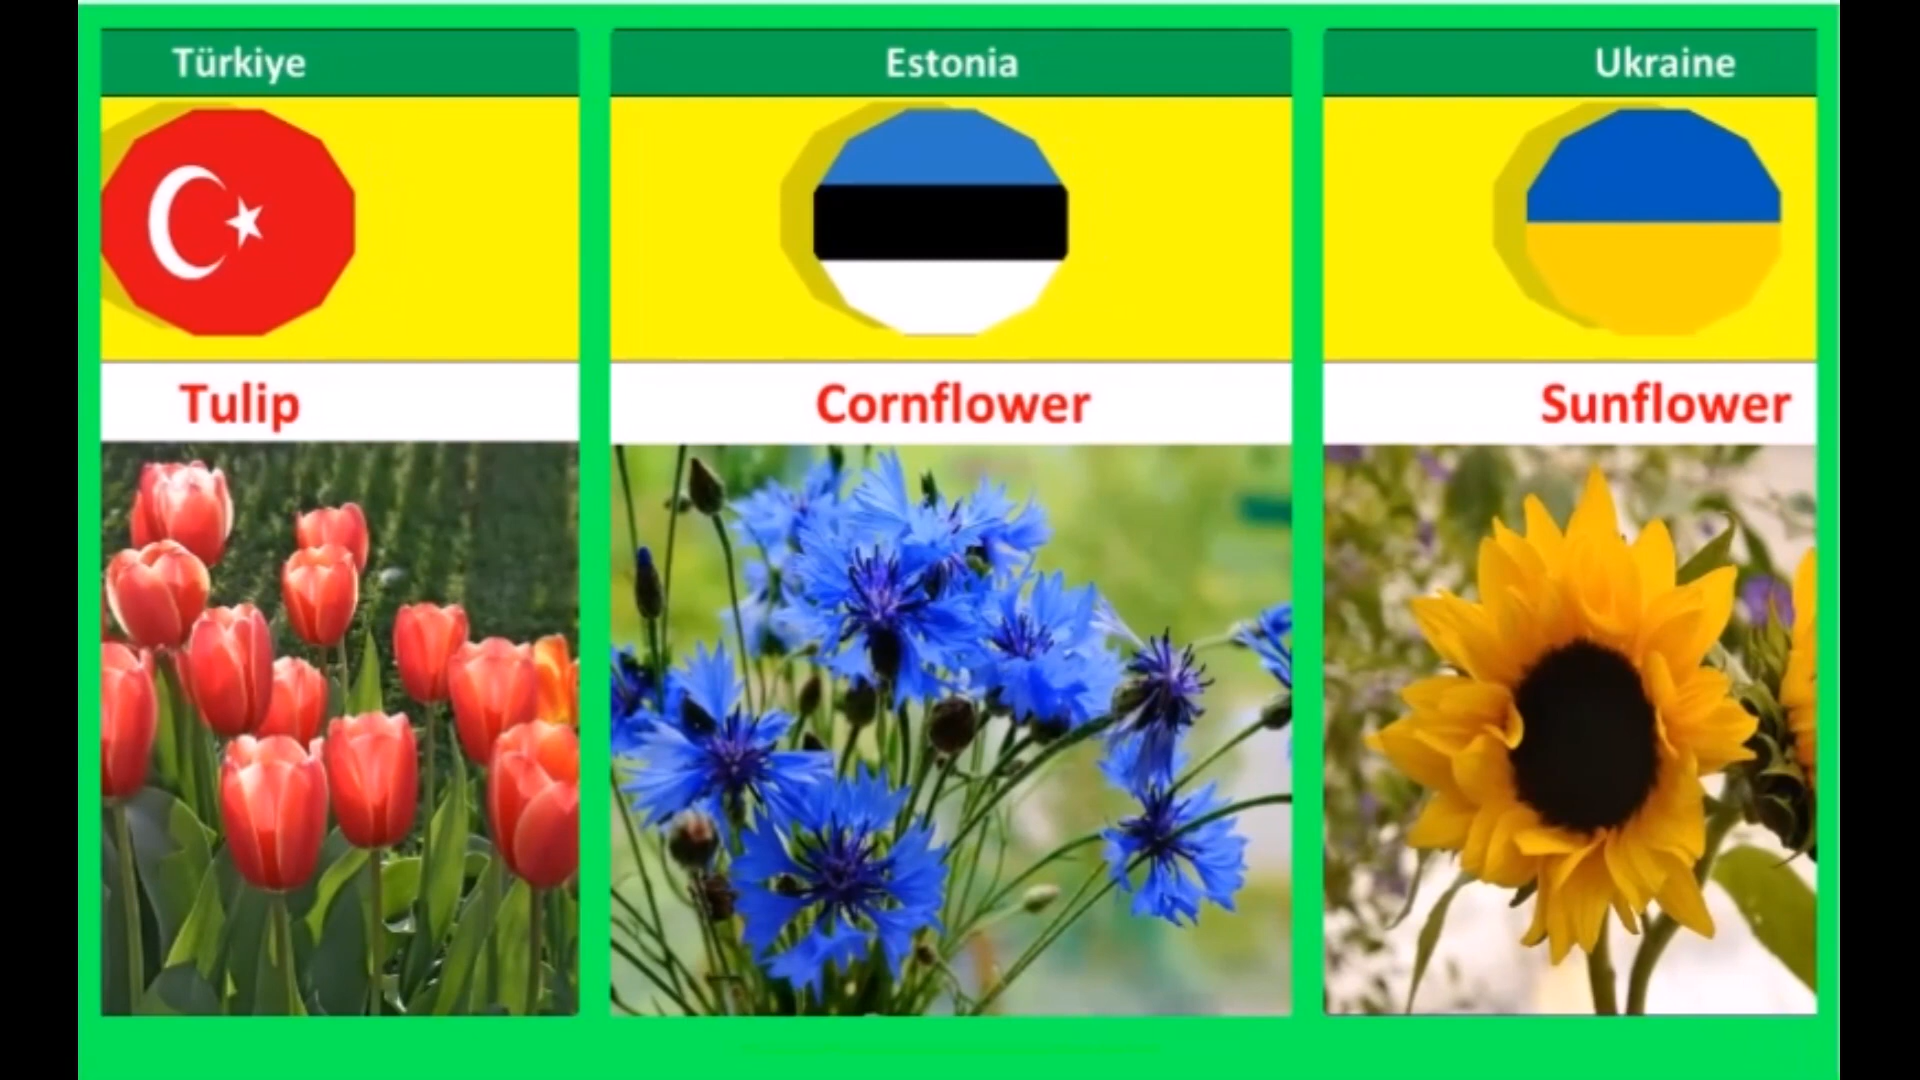 Türkiye
Estonia
Ukraine
Tulip
Cornflower
Sunflower